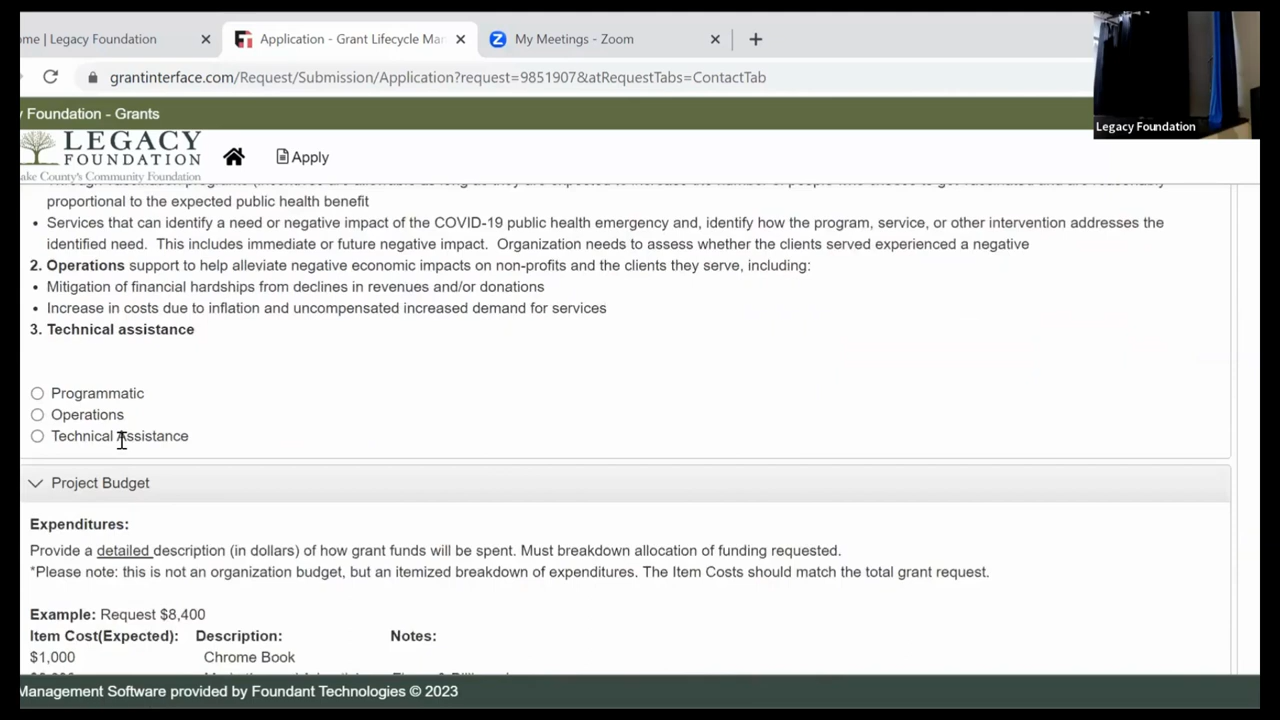 me | Legacy Foundation
Application - Grant Lifecycle Mar
My Meetings - Zoom
grantinterface.com/Request/Submission/Application?request=9851907&atRequestTabs=ContactTab
Legacy Foundation
y Foundation - Grants
LEGACY
FOUNDATION
ake County's Community Foundation
Apply
proportional to the expected public health benefit
• Services that can identify a need or negative impact of the COVID-19 public health emergency and, identify how the program, service, or other intervention addresses the
identified need. This includes immediate or future negative impact. Organization needs to assess whether the clients served experienced a negative
2. Operations support to help alleviate negative economic impacts on non-profits and the clients they serve, including:
• Mitigation of financial hardships from declines in revenues and/or donations
• Increase in costs due to inflation and uncompensated increased demand for services
3. Technical assistance
Programmatic
Operations
Technical Assistance
Project Budget
Expenditures:
Provide a detailed description (in dollars) of how grant funds will be spent. Must breakdown allocation of funding requested.
*Please note: this is not an organization budget, but an itemized breakdown of expenditures. The Item Costs should match the total grant request.
Example: Request $8,400
Item Cost(Expected): Description: Notes:
$1,000 Chrome Book
Management Software provided by Foundant Technologies © 2023